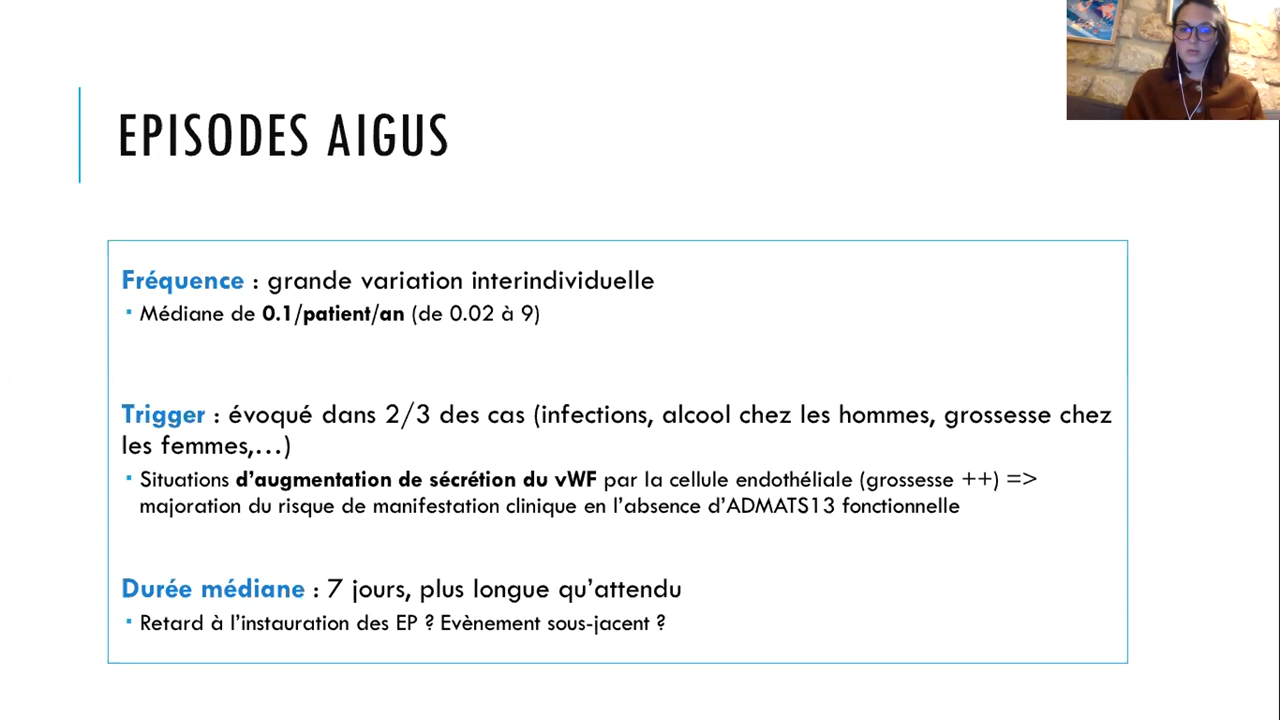 EPISODES AIGUS
Fréquence : grande variation interindividuelle
▪ Médiane de 0.1/patient/an (de 0.02 à 9)
Trigger : évoqué dans 2/3 des cas (infections, alcool chez les hommes, grossesse chez
les femmes,…)
▪ Situations d’augmentation de sécrétion du vWF par la cellule endothéliale (grossesse ++) =>
majoration du risque de manifestation clinique en l’absence d’ADMATS13 fonctionnelle
Durée médiane : 7 jours, plus longue qu’attendu
▪ Retard à l’instauration des EP ? Evènement sous-jacent ?